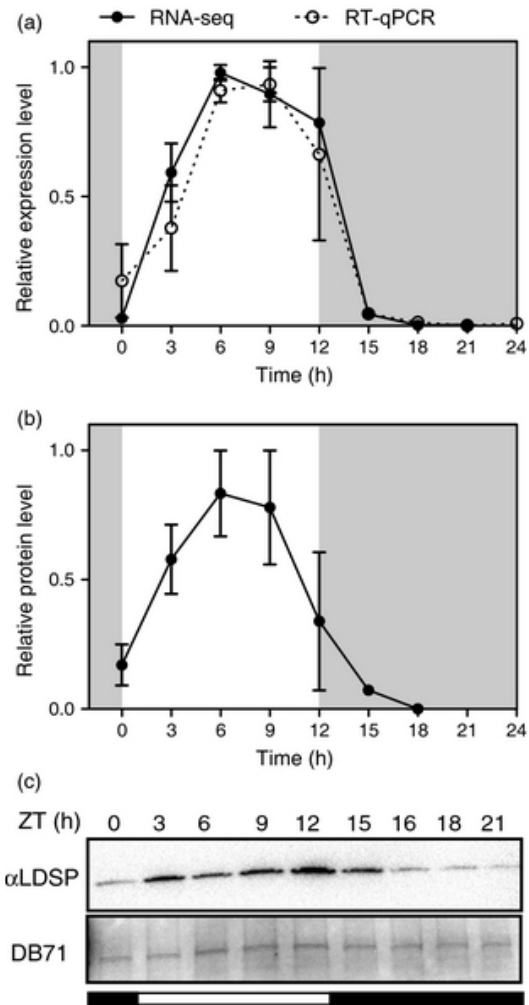 (a)
RNA-seq RT-qPCR
Relative expression level
1.0
0.5
0.0
0 3 6 9 12 15 18 21 24
Time (h)
(b)
Relative protein level
1.0
0.5
0.0
0 3 6 9 12 15 18 21 24
Time (h)
(c)
ZT (h) 0 3 6 9 12 15 16 18 21
αLDSP
DB71